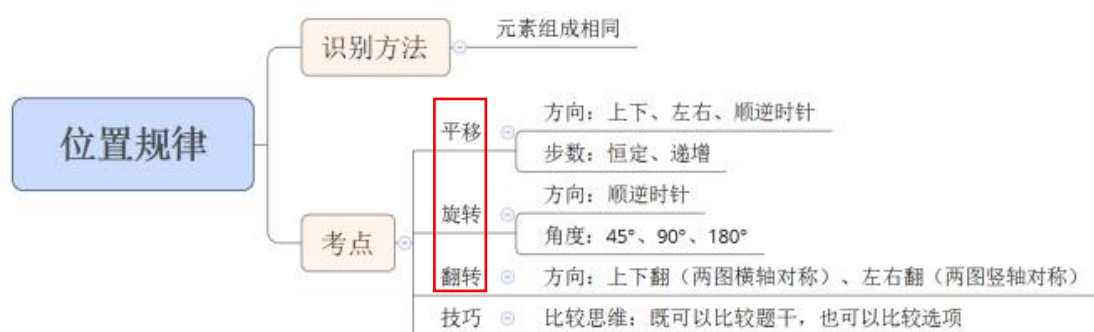 位置规律
识别方法
元素组成相同
考点
平移
方向：上下、左右、顺逆时针
步数：恒定、递增
旋转
方向：顺逆时针
角度：45°、90°、180°
翻转
方向：上下翻（两图横轴对称）、左右翻（两图竖轴对称）
技巧
比较思维：既可以比较题干，也可以比较选项